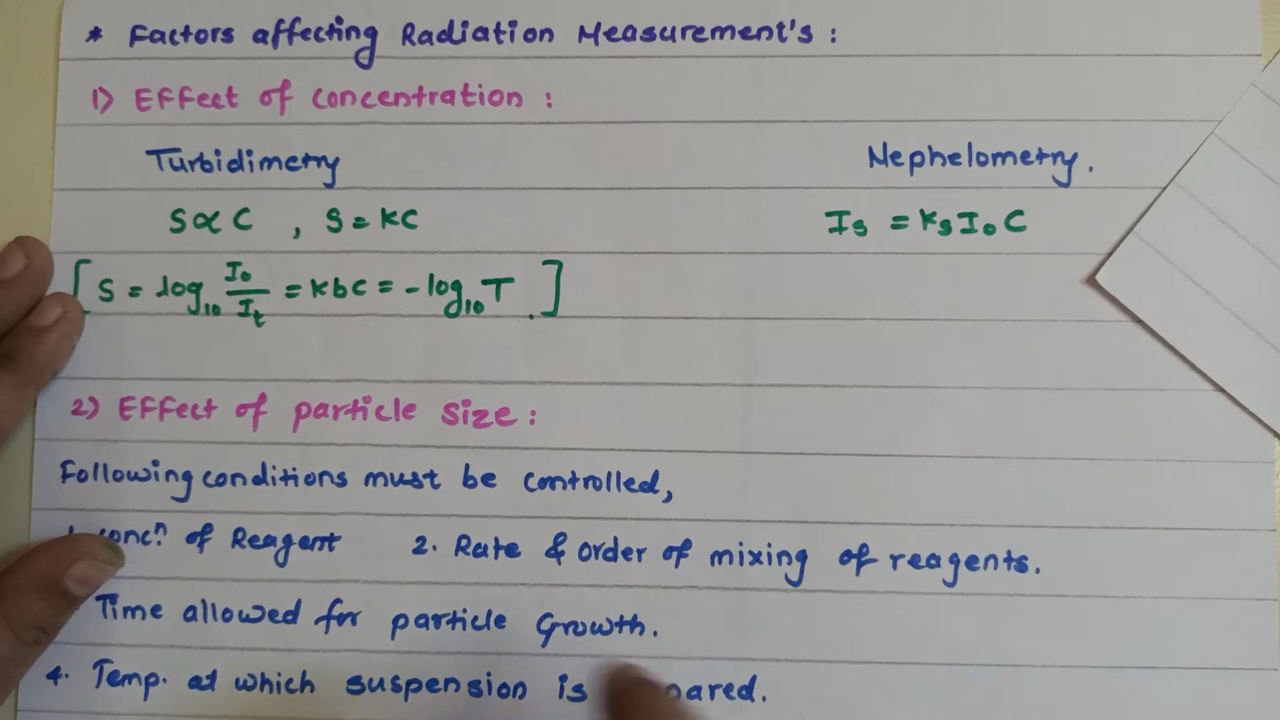 * Factors affecting Radiation Measurement's :
1) Effect of concentration :
Turbidimetry Nephelometry.
S∝C , S=KC Is = Ks I₀ C
[ S = log₁₀ I₀/It = kbc = -log₁₀ T . ]
2) Effect of particle size :
Following conditions must be controlled,
concⁿ of Reagent 2. Rate & order of mixing of reagents.
Time allowed for particle Growth.
4. Temp. at which suspension is